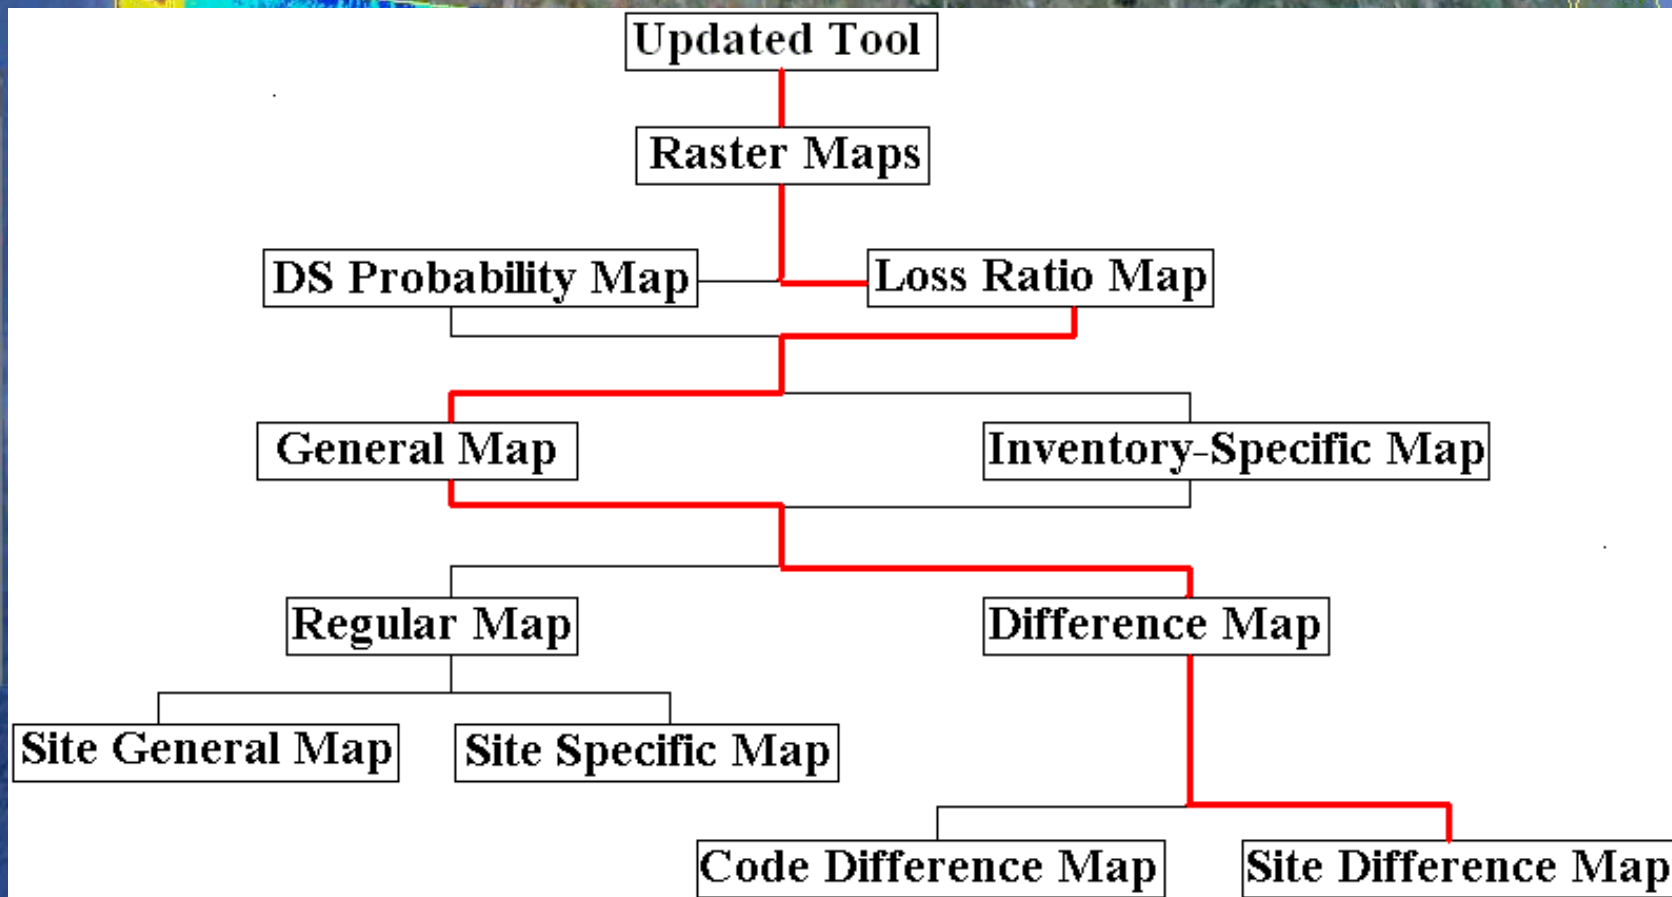 Updated Tool
Raster Maps
DS Probability Map
Loss Ratio Map
General Map
Inventory-Specific Map
Regular Map
Difference Map
Site General Map
Site Specific Map
Code Difference Map
Site Difference Map